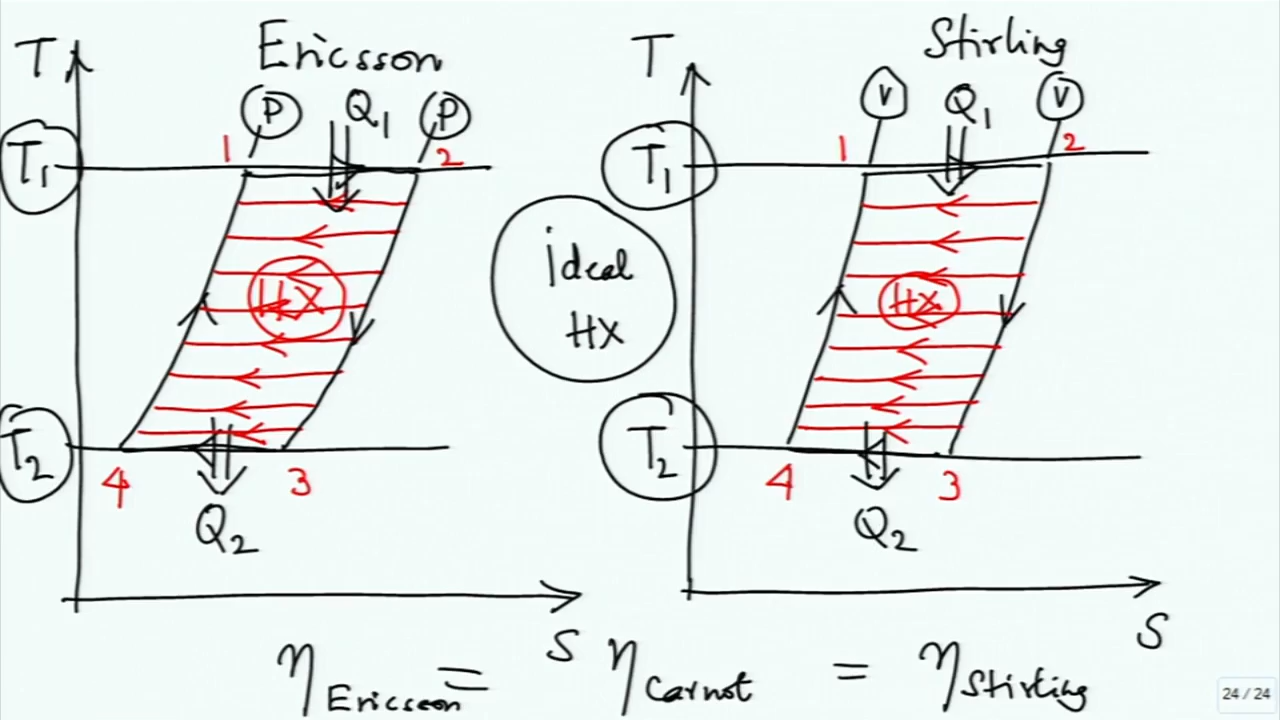 Ericsson
T
P
Q1
P
1
2
T1
HX
T2
4
3
Q2
S
ideal
HX
Stirling
T
V
Q1
V
1
2
T1
HX
T2
4
3
Q2
S
ηEricsson = ηCarnot = ηStirling
24 / 24